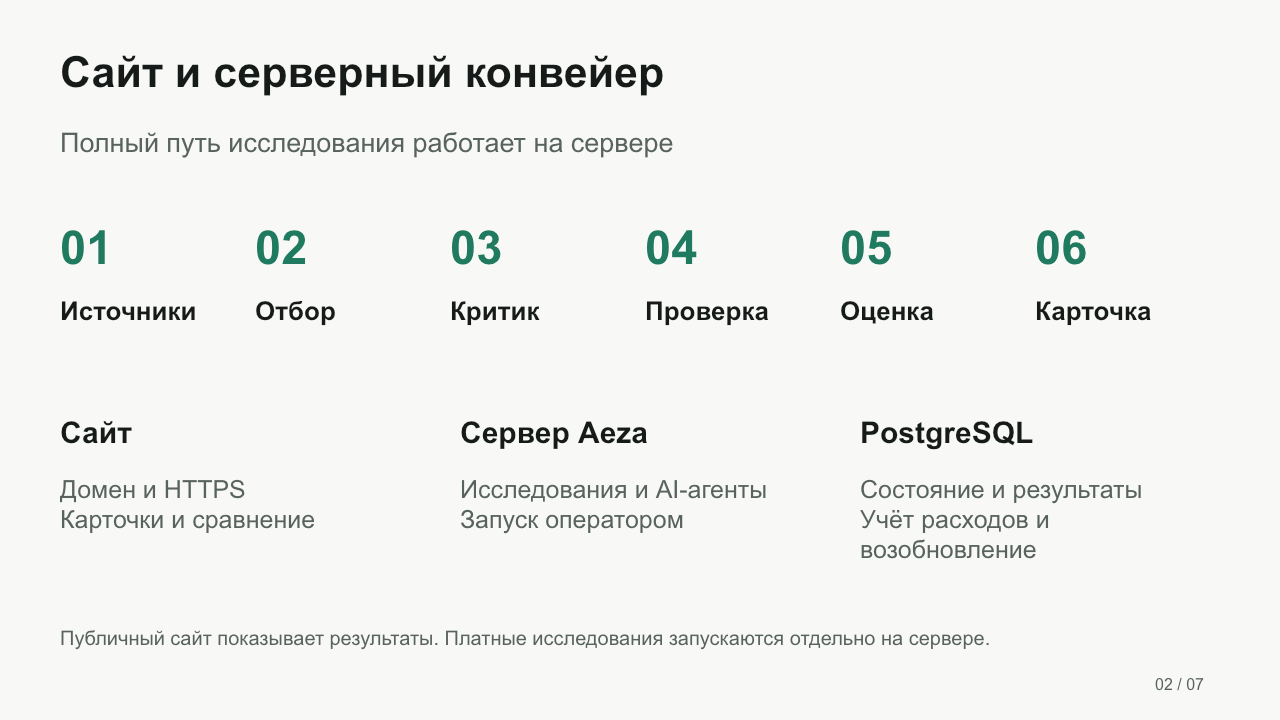 Сайт и серверный конвейер
Полный путь исследования работает на сервере
01 02 03 04 05 06
Источники Отбор Критик Проверка Оценка Карточка
Сайт
Домен и HTTPS
Карточки и сравнение
Сервер Aeza
Исследования и AI-агенты
Запуск оператором
PostgreSQL
Состояние и результаты
Учёт расходов и
возобновление
Публичный сайт показывает результаты. Платные исследования запускаются отдельно на сервере.
02 / 07